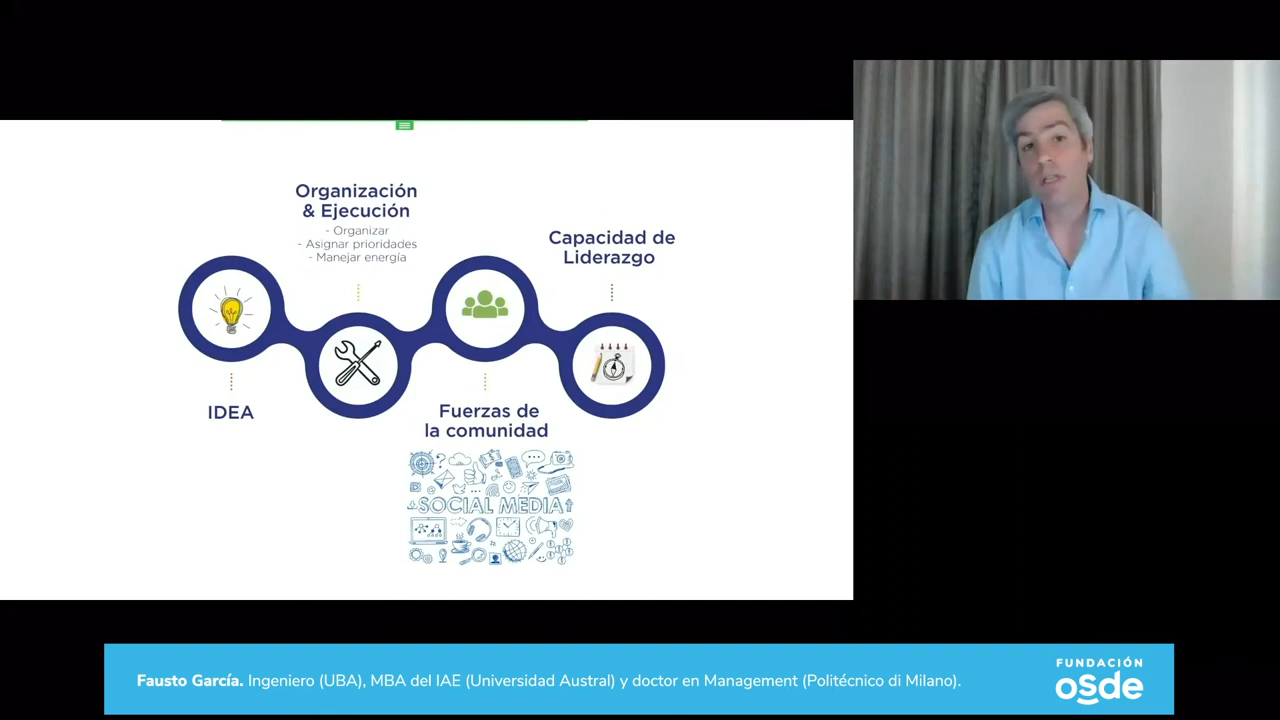 Organización
& Ejecución
- Organizar
- Asignar prioridades
- Manejar energía
Capacidad de
Liderazgo
IDEA
Fuerzas de
la comunidad
SOCIAL MEDIA
Fausto García. Ingeniero (UBA), MBA del IAE (Universidad Austral) y doctor en Management (Politécnico di Milano).
FUNDACIÓN
osde